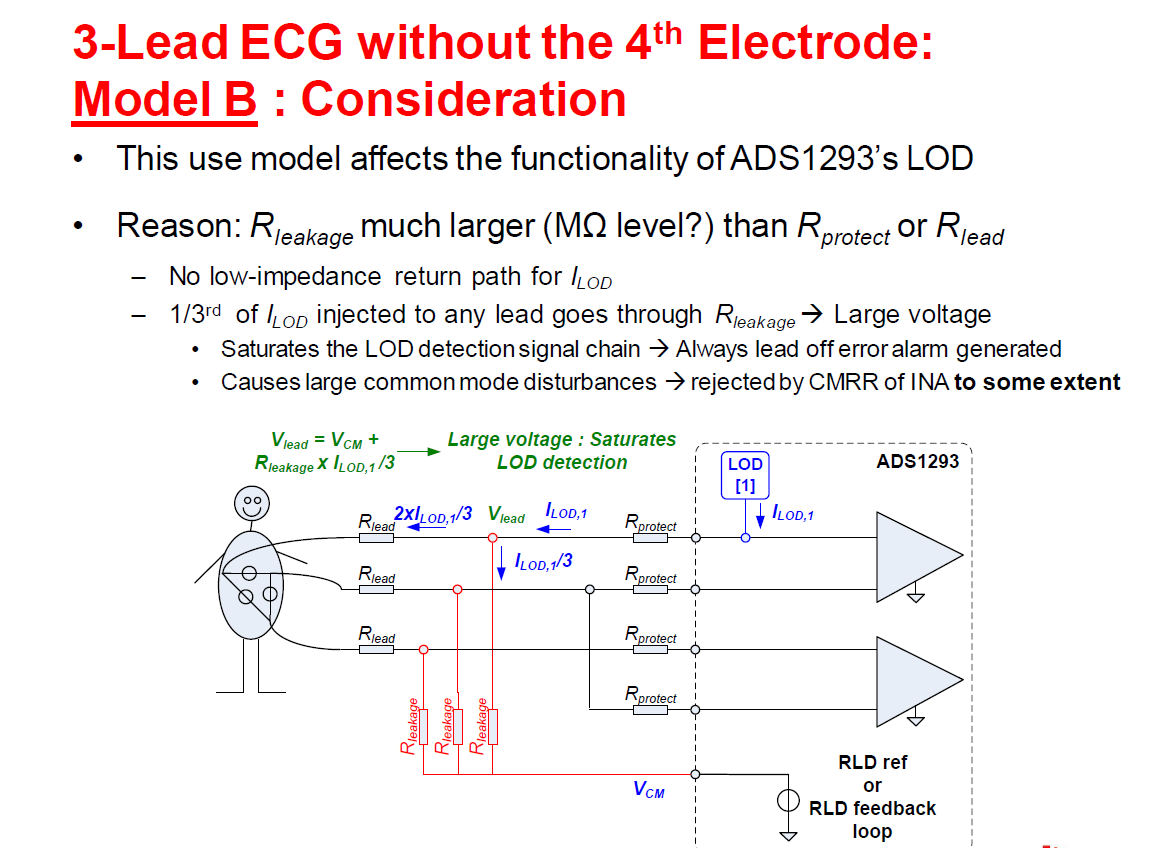 3-Lead ECG without the 4th Electrode:
Model B : Consideration
• This use model affects the functionality of ADS1293’s LOD
• Reason: Rleakage much larger (MΩ level?) than Rprotect or Rlead
– No low-impedance return path for ILOD
– 1/3rd of ILOD injected to any lead goes through Rleakage → Large voltage
• Saturates the LOD detection signal chain → Always lead off error alarm generated
• Causes large common mode disturbances → rejected by CMRR of INA to some extent
Vlead = VCM +
Rleakage x ILOD,1 /3
Large voltage : Saturates
LOD detection
LOD
[1]
ADS1293
Rlead
2xILOD,1/3
Vlead
ILOD,1
Rprotect
ILOD,1
ILOD,1/3
Rlead
Rprotect
Rlead
Rprotect
Rprotect
Rleakage
Rleakage
Rleakage
VCM
RLD ref
or
RLD feedback
loop